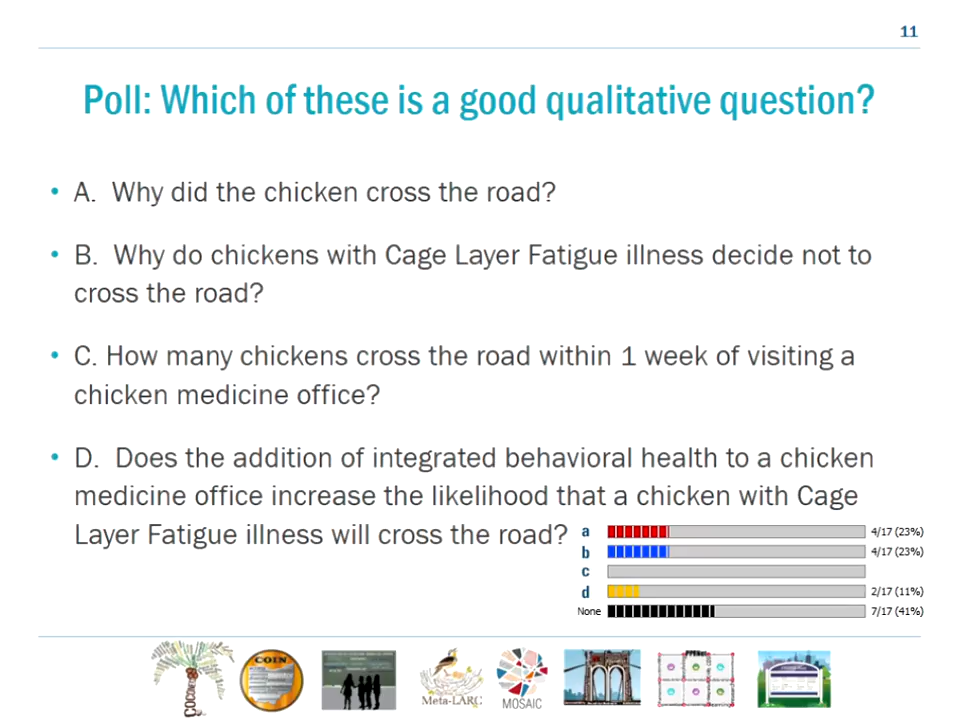 11
Poll: Which of these is a good qualitative question?
• A. Why did the chicken cross the road?
• B. Why do chickens with Cage Layer Fatigue illness decide not to
cross the road?
• C. How many chickens cross the road within 1 week of visiting a
chicken medicine office?
• D. Does the addition of integrated behavioral health to a chicken
medicine office increase the likelihood that a chicken with Cage
Layer Fatigue illness will cross the road?
a 4/17 (23%)
b 4/17 (23%)
c
d 2/17 (11%)
None 7/17 (41%)
COIN
Meta-LARC
MOSAIC